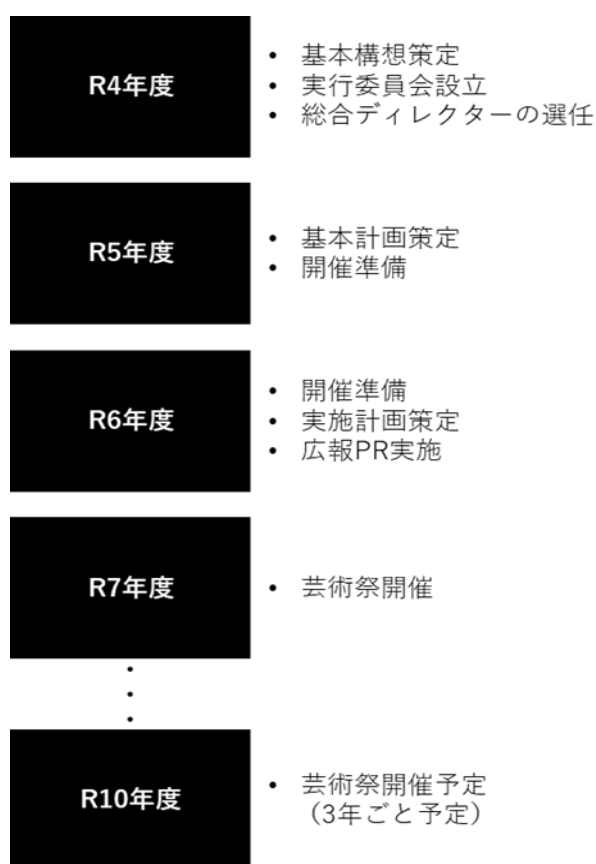 R4年度
• 基本構想策定
• 実行委員会設立
• 総合ディレクターの選任
R5年度
• 基本計画策定
• 開催準備
R6年度
• 開催準備
• 実施計画策定
• 広報PR実施
R7年度
• 芸術祭開催
R10年度
• 芸術祭開催予定
（3年ごと予定）